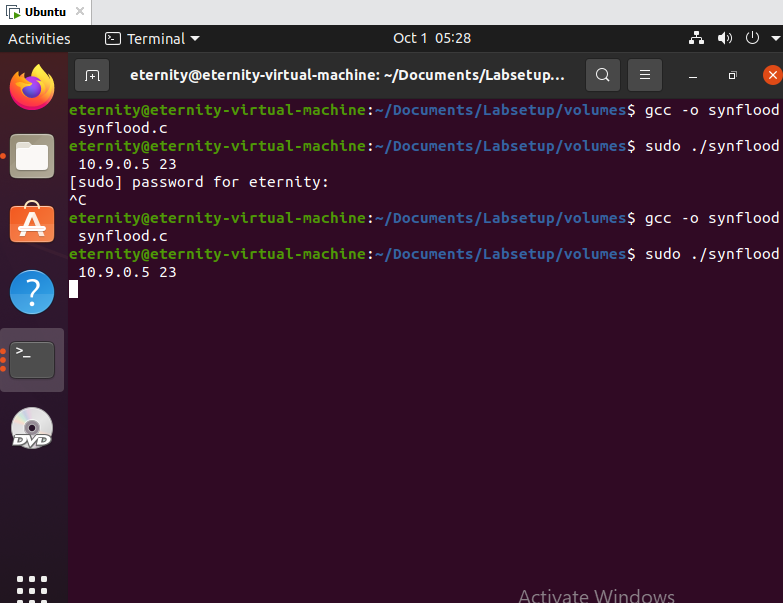 Ubuntu
Activities Terminal Oct 1 05:28
eternity@eternity-virtual-machine: ~/Documents/Labsetup...
eternity@eternity-virtual-machine:~/Documents/Labsetup/volumes$ gcc -o synflood
synflood.c
eternity@eternity-virtual-machine:~/Documents/Labsetup/volumes$ sudo ./synflood
10.9.0.5 23
[sudo] password for eternity:
^C
eternity@eternity-virtual-machine:~/Documents/Labsetup/volumes$ gcc -o synflood
synflood.c
eternity@eternity-virtual-machine:~/Documents/Labsetup/volumes$ sudo ./synflood
10.9.0.5 23
>_
DVD
Activate Windows